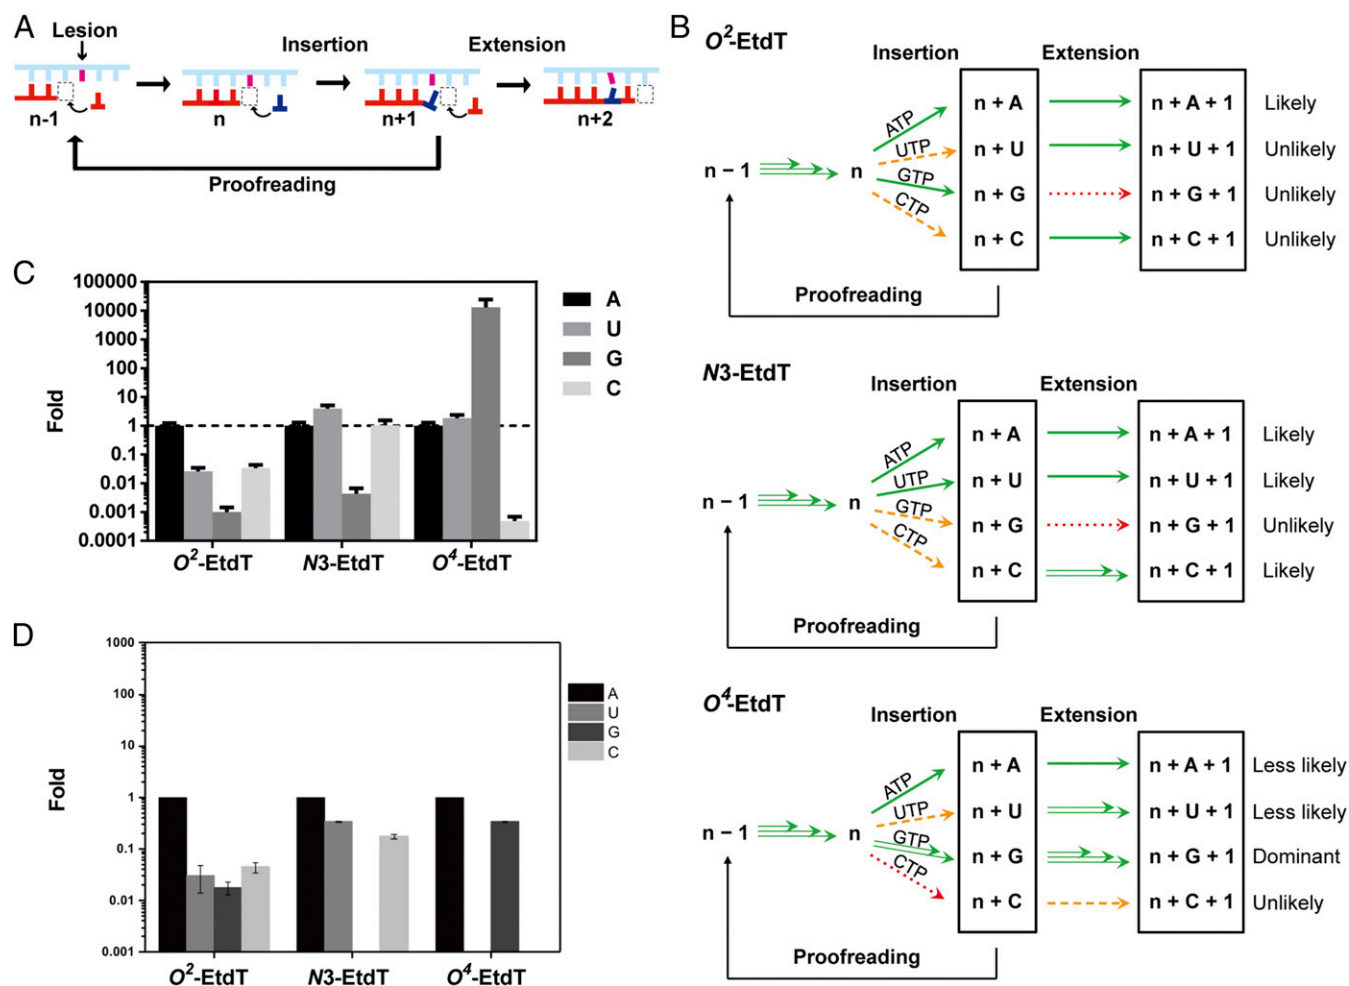 A
Lesion
Insertion
Extension
n-1
n
n+1
n+2
Proofreading
B
O²-EtdT
Insertion
Extension
n − 1
n
ATP
UTP
GTP
CTP
n + A
n + A + 1
Likely
n + U
n + U + 1
Unlikely
n + G
n + G + 1
Unlikely
n + C
n + C + 1
Unlikely
Proofreading
N3-EtdT
Insertion
Extension
n − 1
n
ATP
UTP
GTP
CTP
n + A
n + A + 1
Likely
n + U
n + U + 1
Likely
n + G
n + G + 1
Unlikely
n + C
n + C + 1
Likely
Proofreading
O⁴-EtdT
Insertion
Extension
n − 1
n
ATP
UTP
GTP
CTP
n + A
n + A + 1
Less likely
n + U
n + U + 1
Less likely
n + G
n + G + 1
Dominant
n + C
n + C + 1
Unlikely
Proofreading
C
Fold
100000
10000
1000
100
10
1
0.1
0.01
0.001
0.0001
O²-EtdT N3-EtdT O⁴-EtdT
A
U
G
C
D
Fold
1000
100
10
1
0.1
0.01
0.001
O²-EtdT N3-EtdT O⁴-EtdT
A
U
G
C